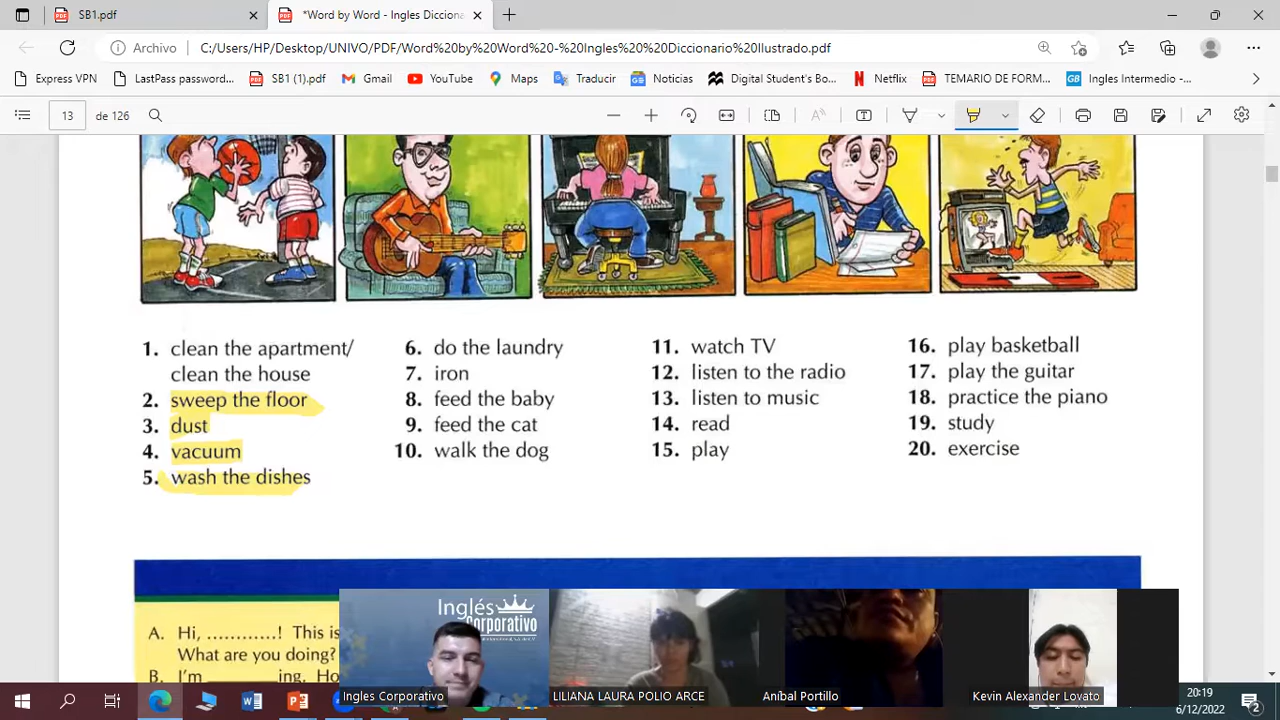 SB1.pdf
*Word by Word - Ingles Dicciona
Archivo
C:/Users/HP/Desktop/UNIVO/PDF/Word%20by%20Word%20-%20Ingles%20%20Diccionario%20Ilustrado.pdf
Express VPN
LastPass password...
SB1 (1).pdf
Gmail
YouTube
Maps
Traducir
Noticias
Digital Student's Bo...
Netflix
TEMARIO DE FORM...
Ingles Intermedio -...
13 de 126
1. clean the apartment/
clean the house
2. sweep the floor
3. dust
4. vacuum
5. wash the dishes
6. do the laundry
7. iron
8. feed the baby
9. feed the cat
10. walk the dog
11. watch TV
12. listen to the radio
13. listen to music
14. read
15. play
16. play basketball
17. play the guitar
18. practice the piano
19. study
20. exercise
A. Hi, ............! This is
What are you doing?
B. I'm ______ing.
Inglés
Corporativo
Ingles Corporativo
LILIANA LAURA POLIO ARCE
Aníbal Portillo
Kevin Alexander Lovato
20:19
6/12/2022
2